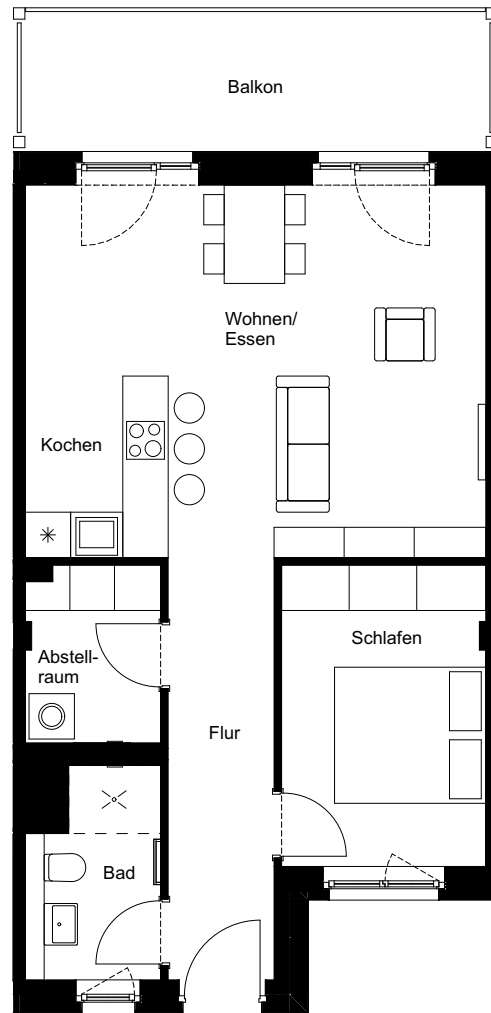 Balkon
Wohnen/
Essen
Kochen
Schlafen
Abstell-
raum
Flur
Bad